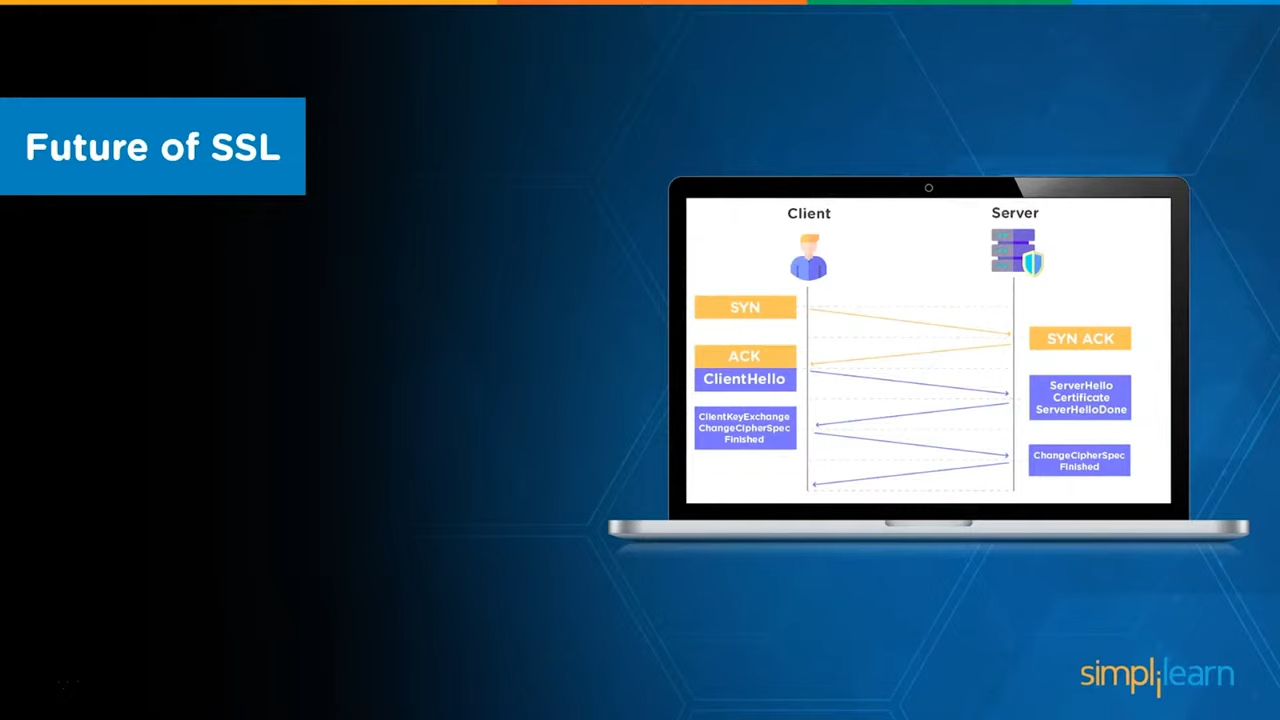 Future of SSL
Client
Server
SYN
SYN ACK
ACK
ClientHello
ServerHello
Certificate
ServerHelloDone
ClientKeyExchange
ChangeCipherSpec
Finished
ChangeCipherSpec
Finished
simplilearn